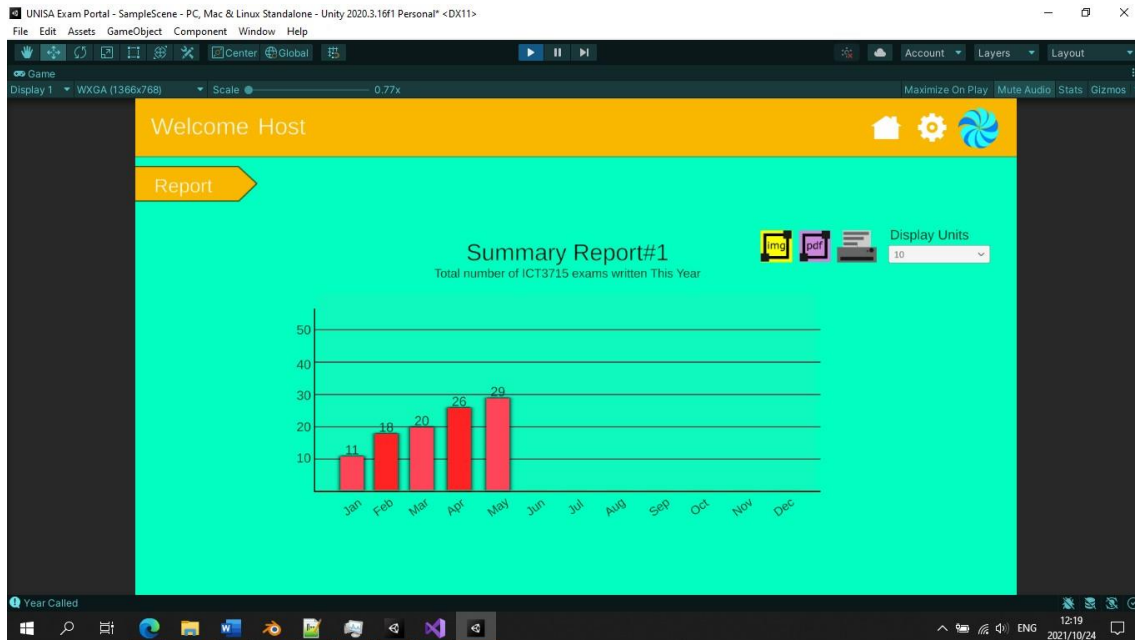 UNISA Exam Portal - SampleScene - PC, Mac & Linux Standalone - Unity 2020.3.16f1 Personal* <DX11>
File Edit Assets GameObject Component Window Help
Center Global Account Layers Layout
Game
Display 1 WXGA (1366x768) Scale 0.77x Maximize On Play Mute Audio Stats Gizmos
Welcome Host
Report
img pdf Display Units
10
Summary Report#1
Total number of ICT3715 exams written This Year
50
40
30
20
10
11 18 20 26 29
Jan Feb Mar Apr May Jun Jul Aug Sep Oct Nov Dec
Year Called
ENG 12:19
2021/10/24